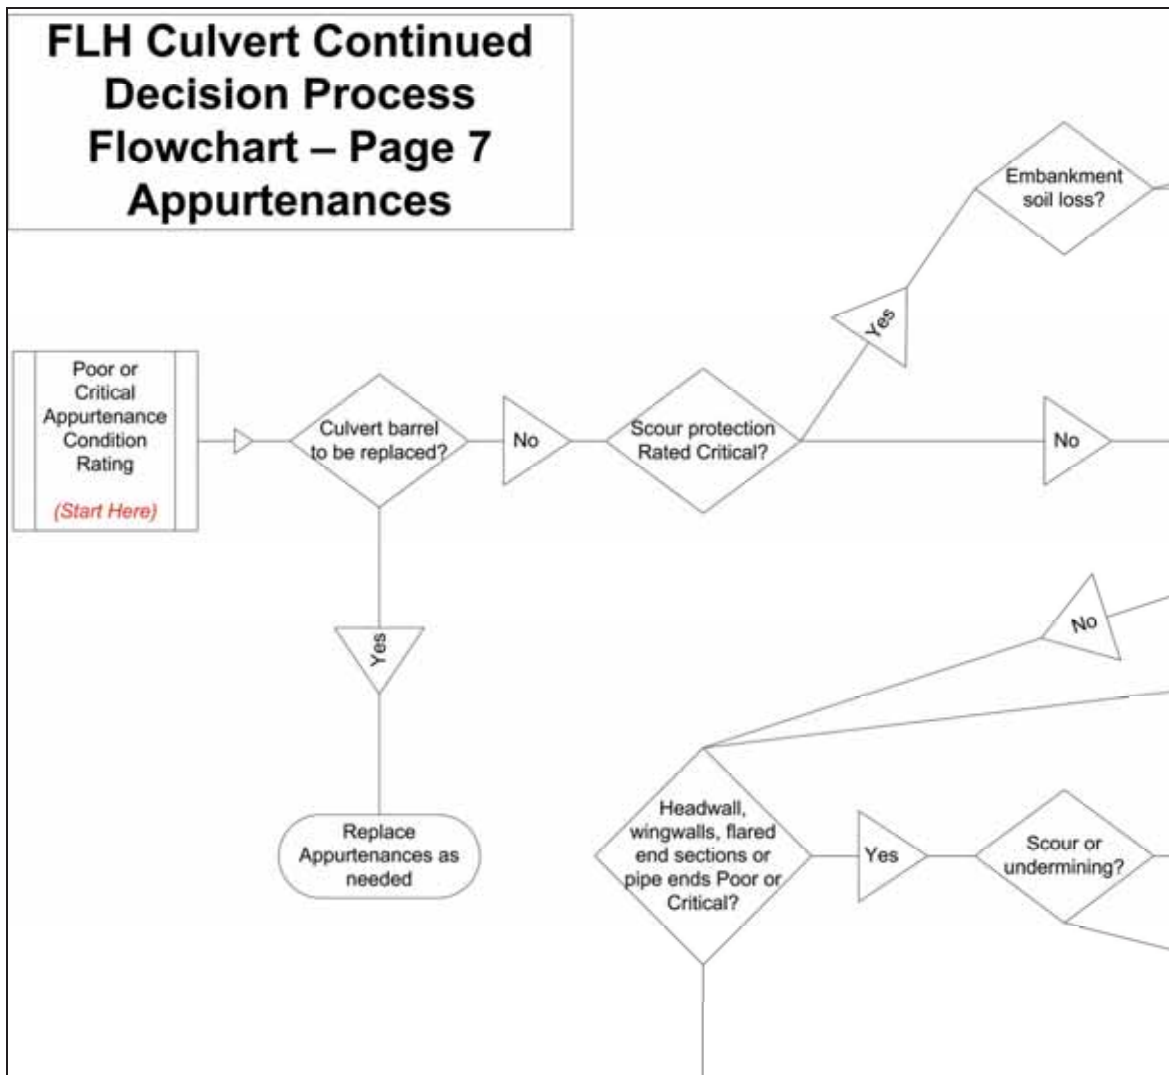 FLH Culvert Continued
Decision Process
Flowchart – Page 7
Appurtenances
Embankment
soil loss?
Yes
Poor or
Critical
Appurtenance
Condition
Rating
(Start Here)
Culvert barrel
to be replaced?
No
Scour protection
Rated Critical?
No
Yes
No
Replace
Appurtenances as
needed
Headwall,
wingwalls, flared
end sections or
pipe ends Poor or
Critical?
Yes
Scour or
undermining?